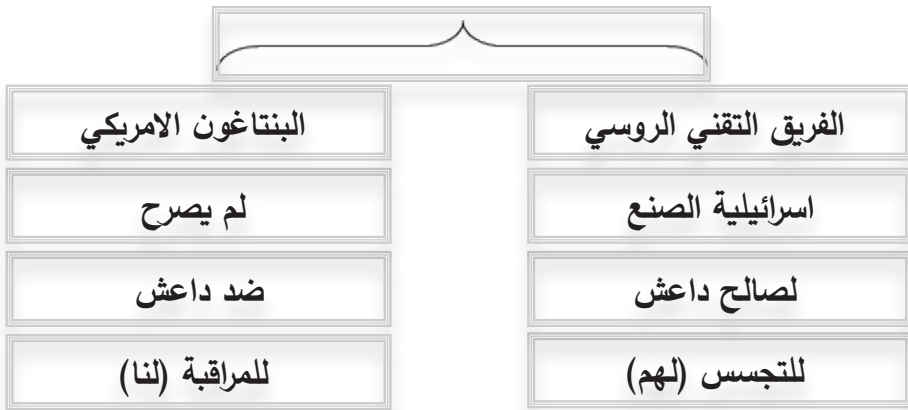 الفريق التقني الروسي
البنتاغون الامريكي
اسرائيلية الصنع
لم يصرح
لصالح داعش
ضد داعش
للتجسس (لهم)
للمراقبة (لنا)